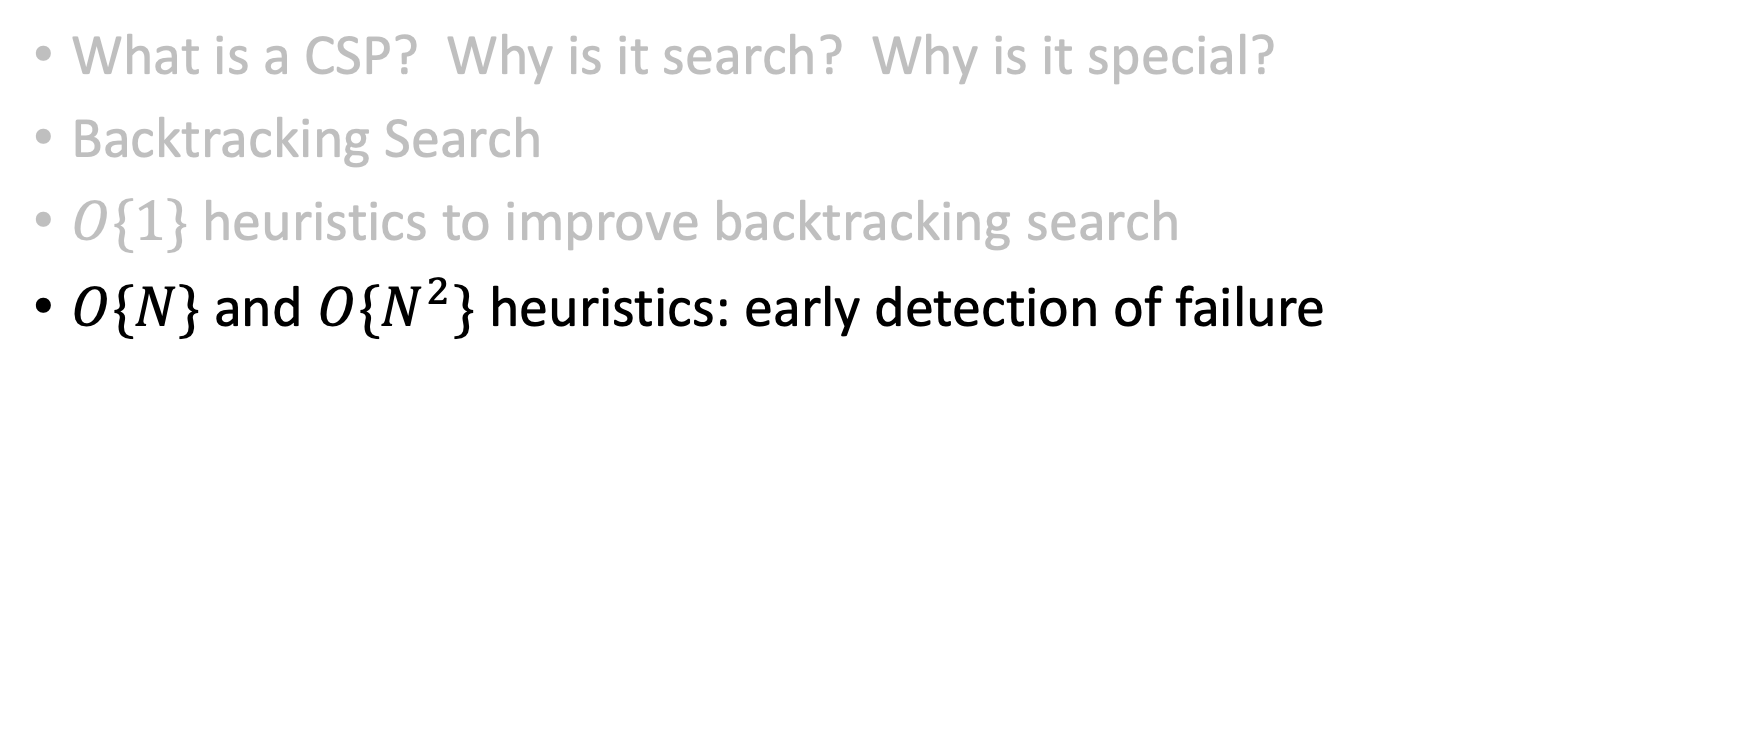 • What is a CSP?  Why is it search?  Why is it special?
• Backtracking Search
• O{1} heuristics to improve backtracking search
• O{N} and O{N²} heuristics: early detection of failure